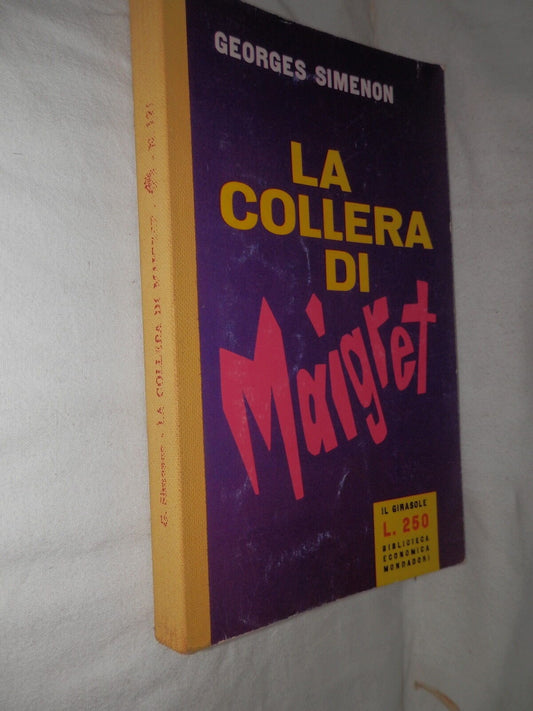 GEORGES SIMENON
LA
COLLERA
DI
Maigret
IL GIRASOLE
L. 250
BIBLIOTECA
ECONOMICA
MONDADORI
G. Simenon - LA COLLERA DI MAIGRET